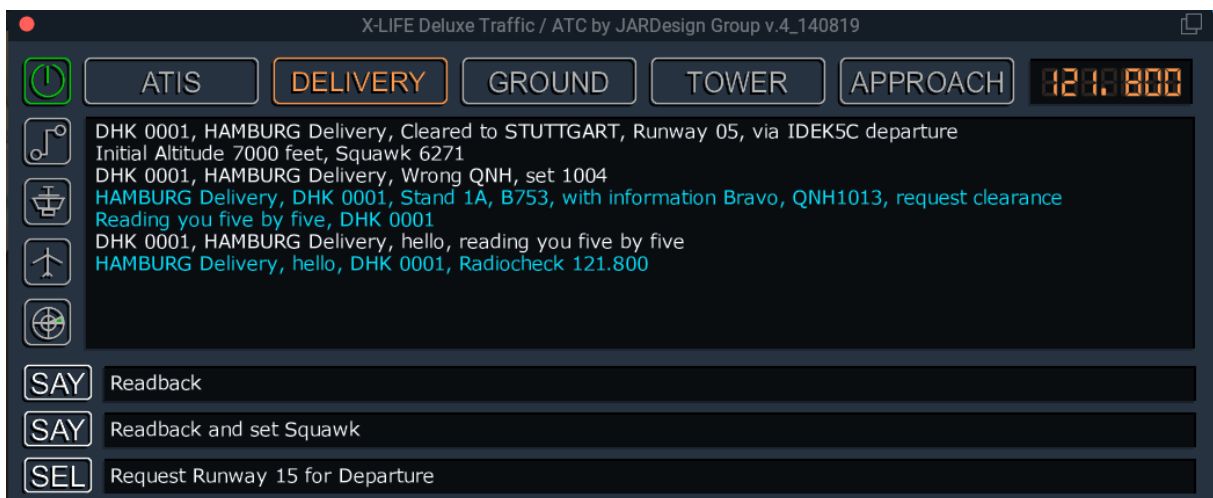 X-LIFE Deluxe Traffic / ATC by JARDesign Group v.4_140819
ATIS DELIVERY GROUND TOWER APPROACH 121.800
DHK 0001, HAMBURG Delivery, Cleared to STUTTGART, Runway 05, via IDEK5C departure
Initial Altitude 7000 feet, Squawk 6271
DHK 0001, HAMBURG Delivery, Wrong QNH, set 1004
HAMBURG Delivery, DHK 0001, Stand 1A, B753, with information Bravo, QNH1013, request clearance
Reading you five by five, DHK 0001
DHK 0001, HAMBURG Delivery, hello, reading you five by five
HAMBURG Delivery, hello, DHK 0001, Radiocheck 121.800
SAY Readback
SAY Readback and set Squawk
SEL Request Runway 15 for Departure